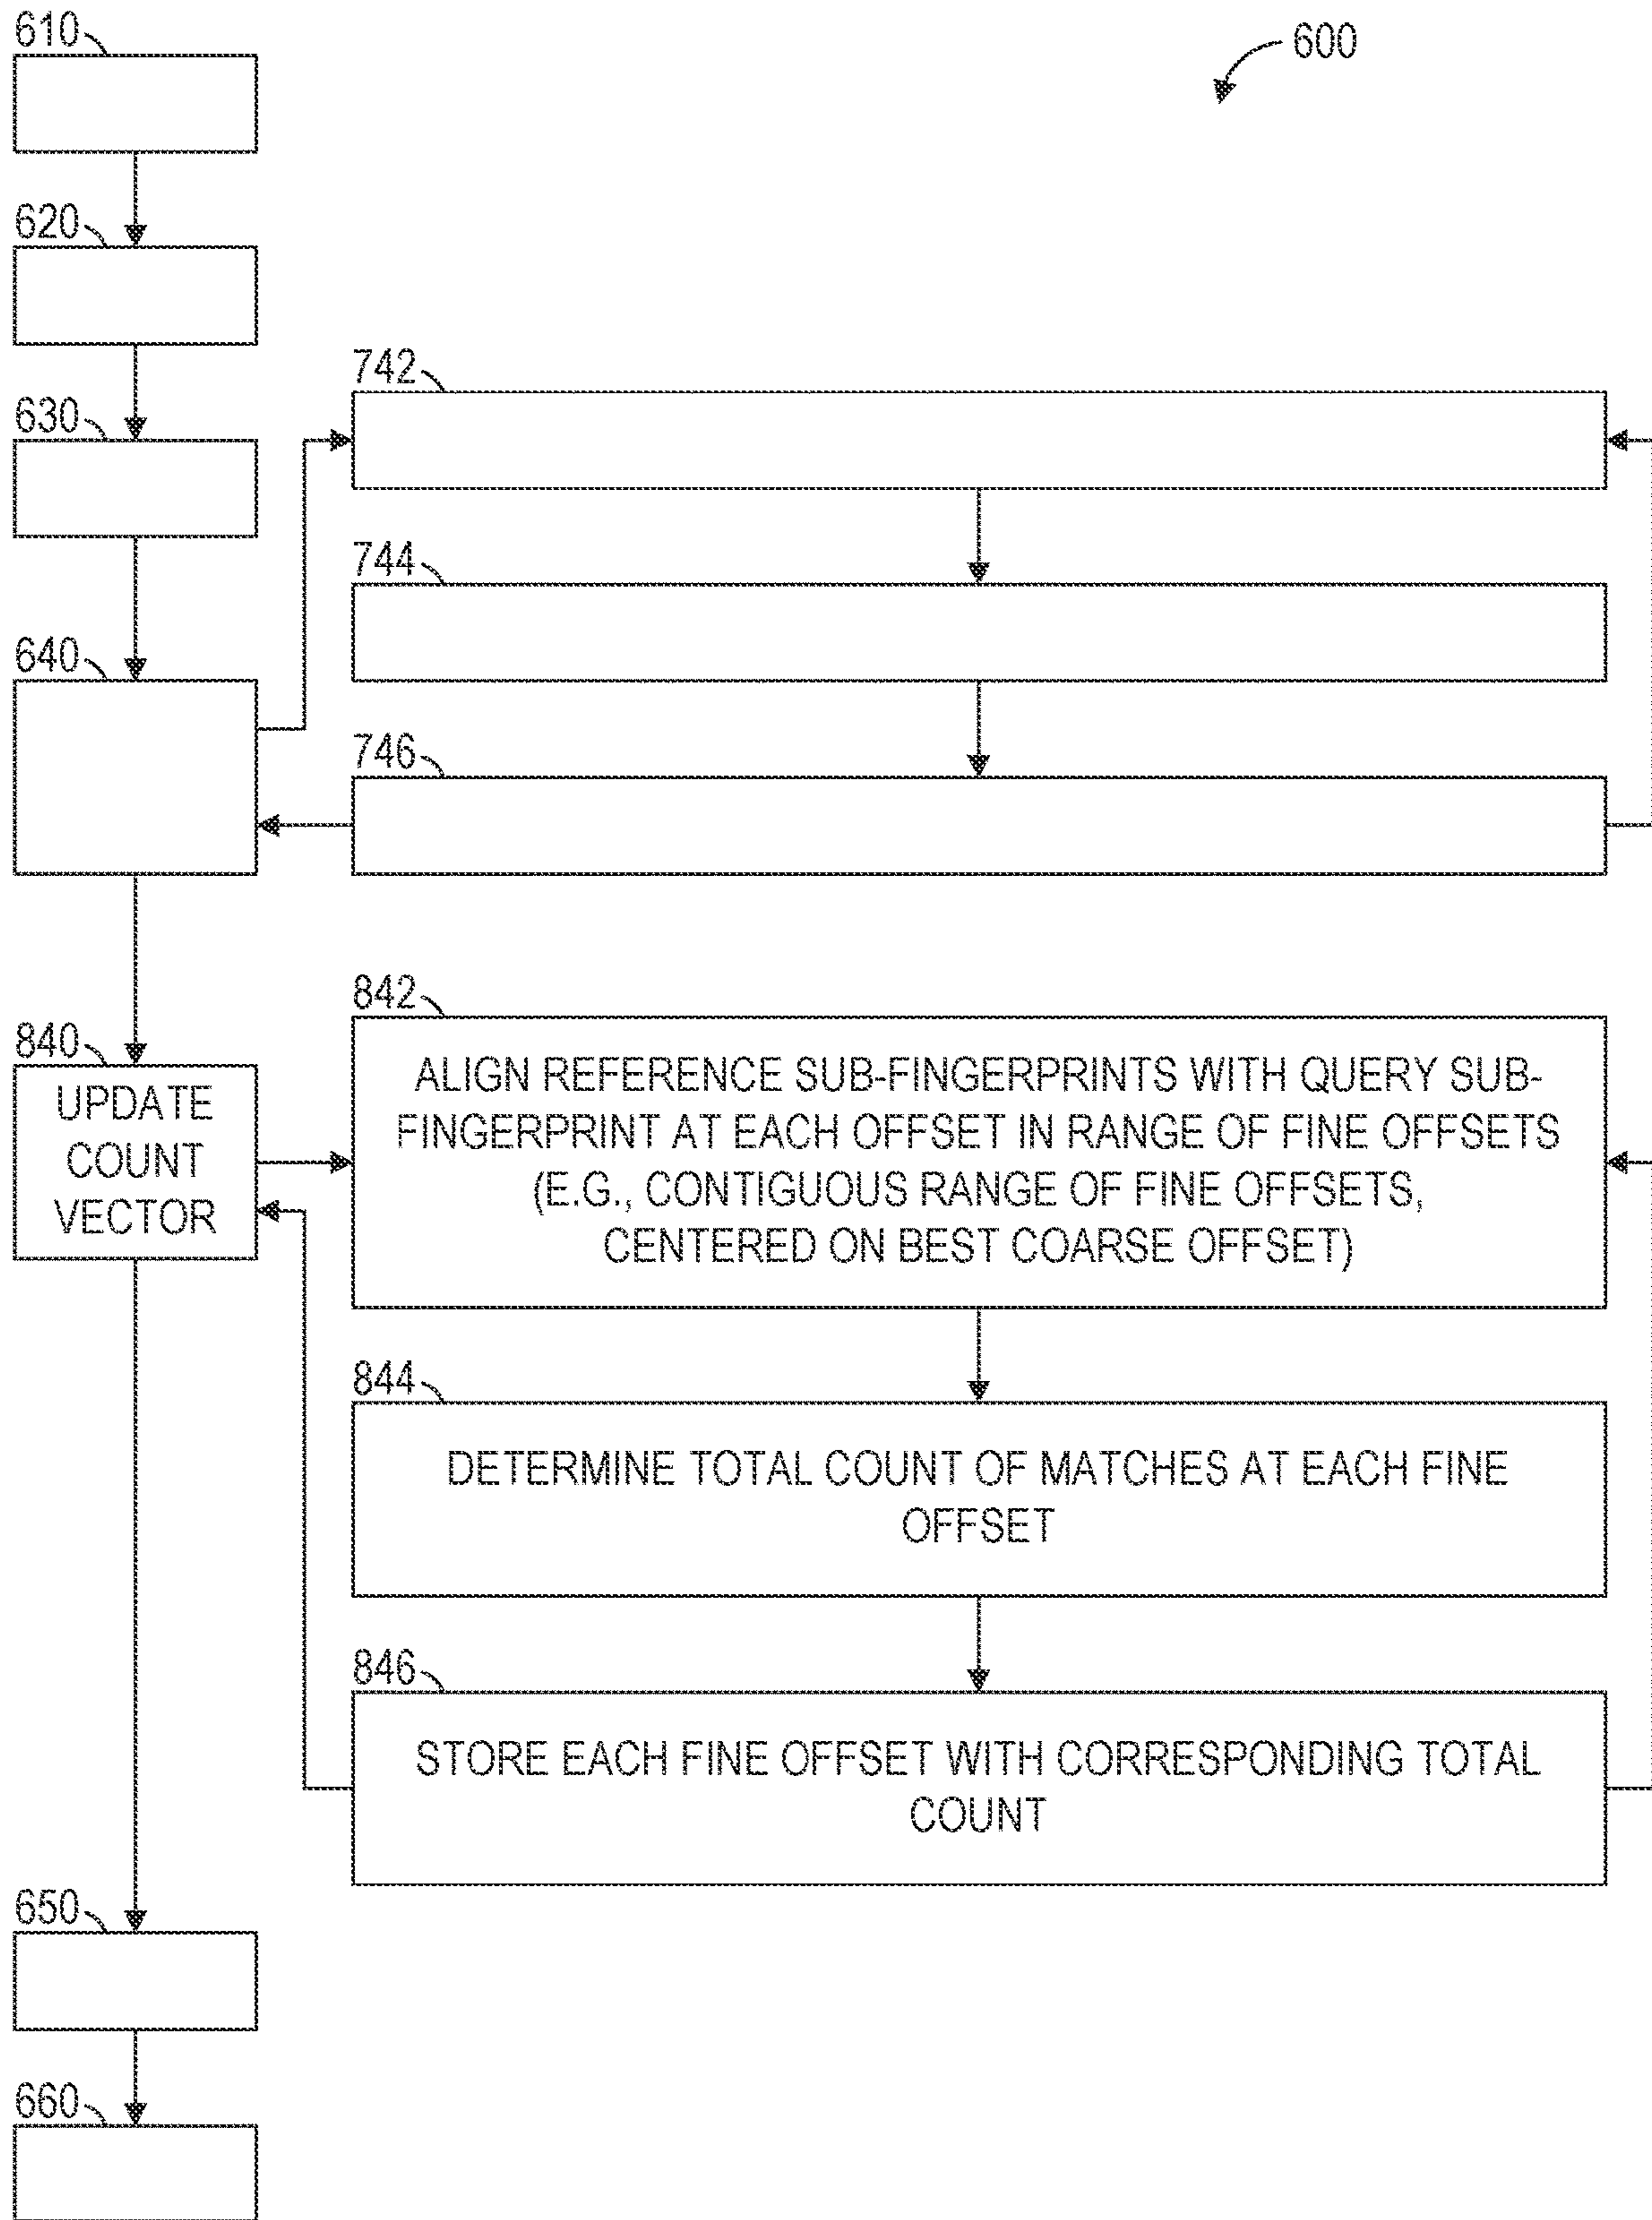 610
600
620
742
630
744
640
746
842
840
UPDATE
COUNT
VECTOR
ALIGN REFERENCE SUB-FINGERPRINTS WITH QUERY SUB-
FINGERPRINT AT EACH OFFSET IN RANGE OF FINE OFFSETS
(E.G., CONTIGUOUS RANGE OF FINE OFFSETS,
CENTERED ON BEST COARSE OFFSET)
844
DETERMINE TOTAL COUNT OF MATCHES AT EACH FINE
OFFSET
846
STORE EACH FINE OFFSET WITH CORRESPONDING TOTAL
COUNT
650
660